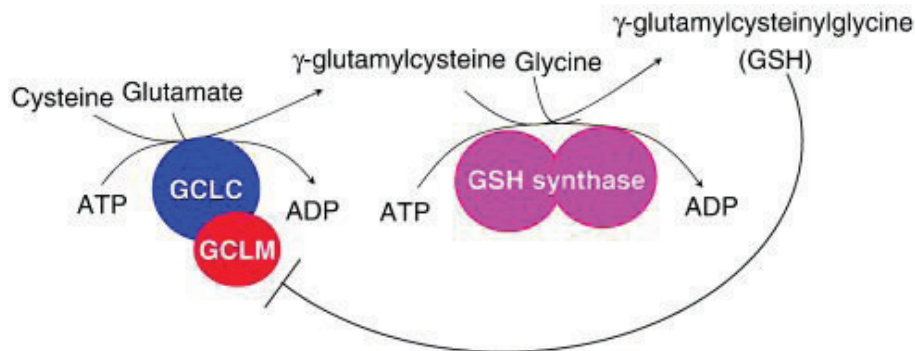 γ-glutamylcysteinylglycine
(GSH)
γ-glutamylcysteine Glycine
Cysteine Glutamate
GCLC
GSH synthase
ATP
ADP
ATP
ADP
GCLM